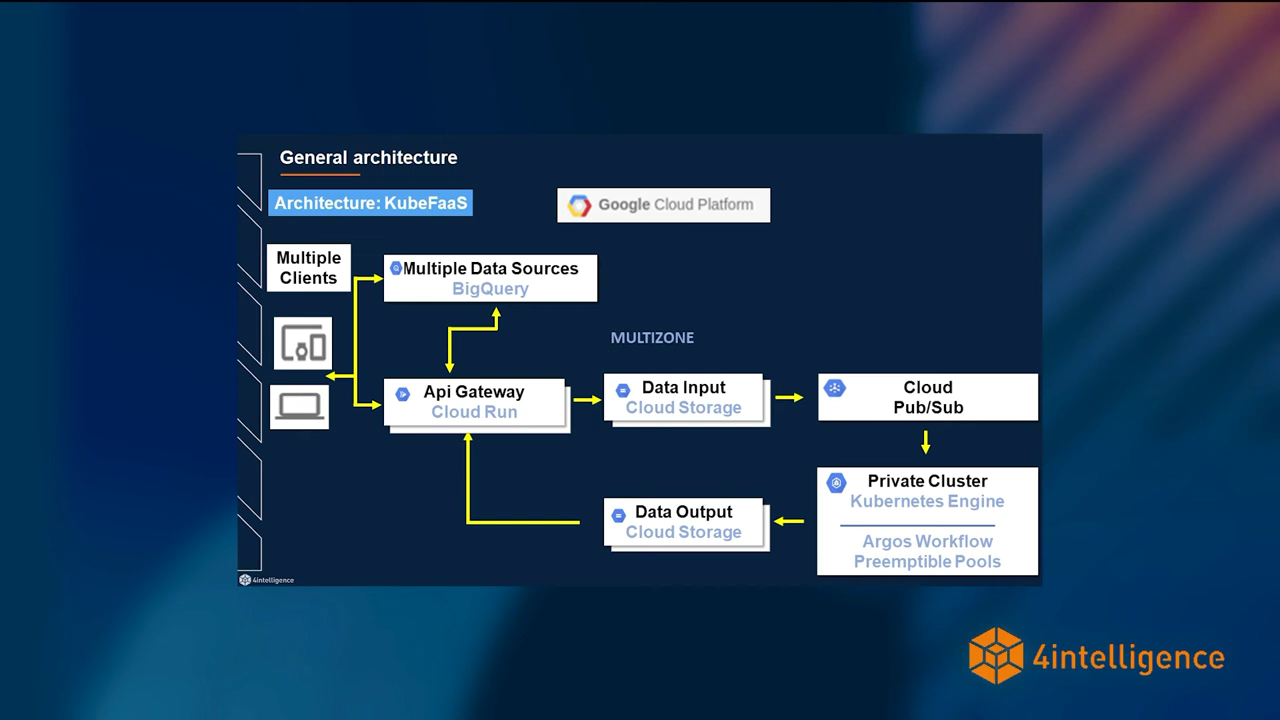 General architecture
Architecture: KubeFaaS
Google Cloud Platform
Multiple
Clients
Multiple Data Sources
BigQuery
MULTIZONE
Api Gateway
Cloud Run
Data Input
Cloud Storage
Cloud
Pub/Sub
Private Cluster
Kubernetes Engine
Argos Workflow
Preemptible Pools
Data Output
Cloud Storage
4intelligence
4intelligence